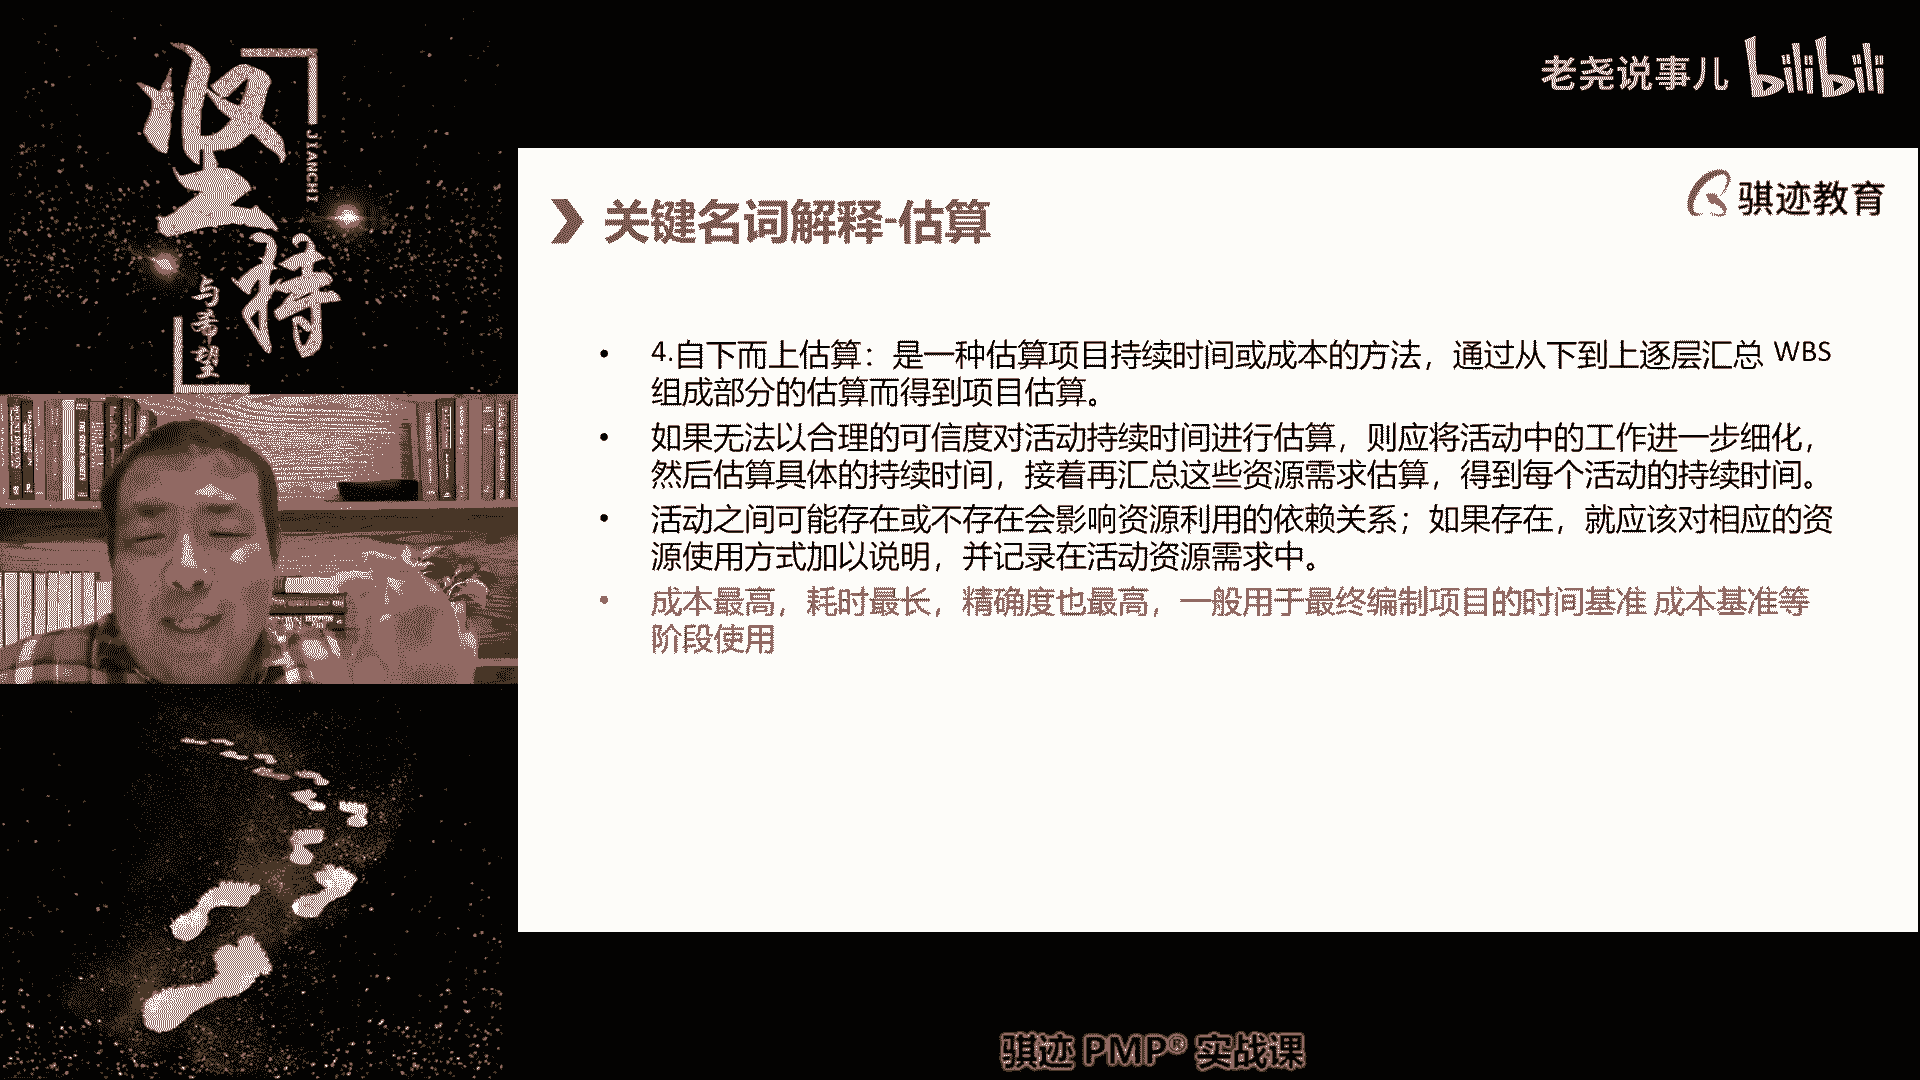 坚持
JIANCHI
与希望
老尧说事儿 bilibili
骐迹教育
关键名词解释-估算
• 4.自下而上估算：是一种估算项目持续时间或成本的方法，通过从下到上逐层汇总 WBS
组成部分的估算而得到项目估算。
• 如果无法以合理的可信度对活动持续时间进行估算，则应将活动中的工作进一步细化，
然后估算具体的持续时间，接着再汇总这些资源需求估算，得到每个活动的持续时间。
• 活动之间可能存在或不存在会影响资源利用的依赖关系；如果存在，就应该对相应的资
源使用方式加以说明，并记录在活动资源需求中。
• 成本最高，耗时最长，精确度也最高，一般用于最终编制项目的时间基准 成本基准等
阶段使用
骐迹 PMP® 实战课